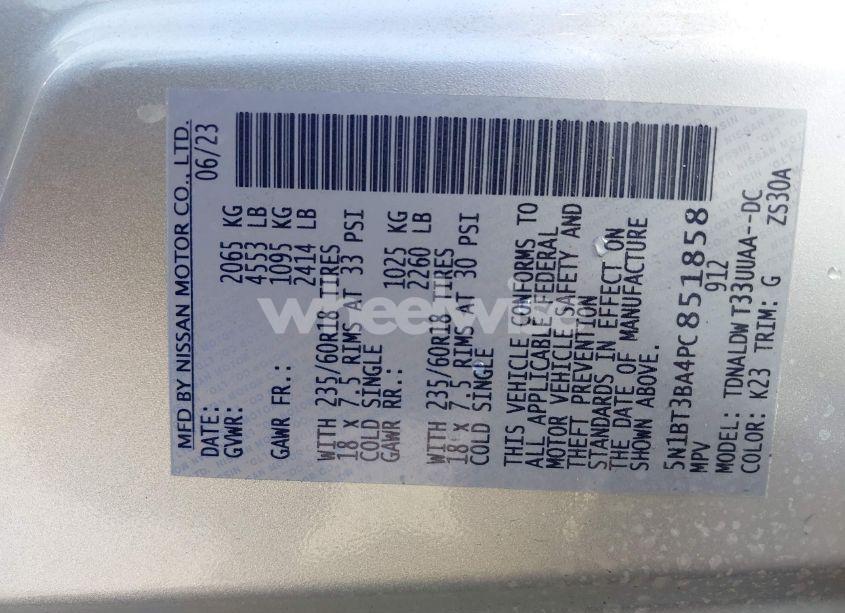 MFD BY NISSAN MOTOR CO., LTD.
DATE: 06/23
GVWR: 2065 KG
4553 LB
GAWR FR.: 1095 KG
2414 LB
WITH 235/60R18 TIRES
18 X 7.5 RIMS AT 33 PSI
COLD SINGLE
GAWR RR.: 1025 KG
2260 LB
WITH 235/60R18 TIRES
18 X 7.5 RIMS AT 30 PSI
COLD SINGLE
THIS VEHICLE CONFORMS TO
ALL APPLICABLE FEDERAL
MOTOR VEHICLE SAFETY AND
THEFT PREVENTION
STANDARDS IN EFFECT ON
THE DATE OF MANUFACTURE
SHOWN ABOVE.
5N1BT3BA4PC851858
MPV 912
MODEL: TDNALDW T33UUAA--DC
COLOR: K23 TRIM: G ZS30A
wheelwise